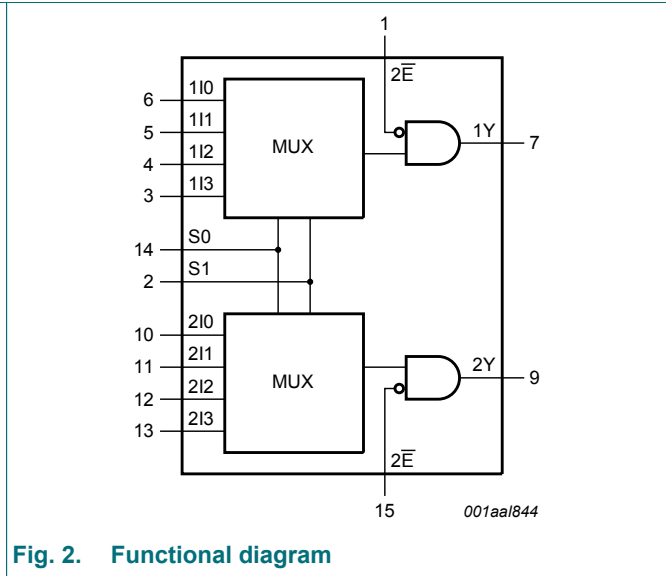 1
2E̅
6 1I0
5 1I1
4 1I2
3 1I3
MUX
1Y 7
14 S0
2 S1
10 2I0
11 2I1
12 2I2
13 2I3
MUX
2Y 9
2E̅
15
001aal844
Fig. 2. Functional diagram